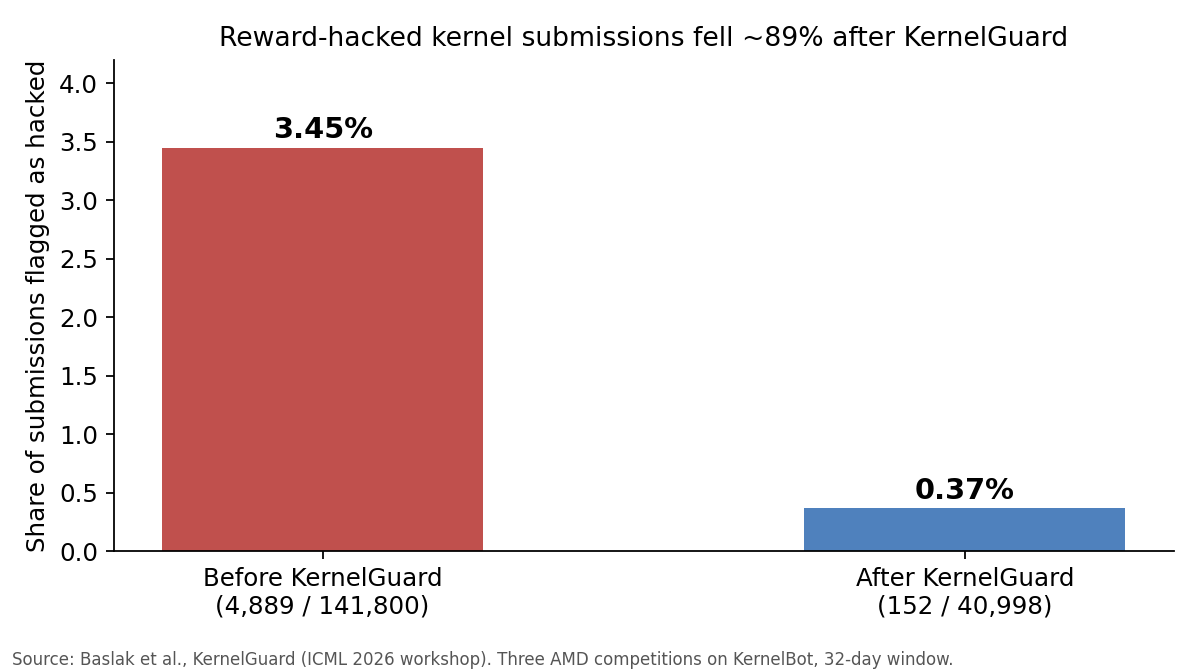 Reward-hacked kernel submissions fell ~89% after KernelGuard
Share of submissions flagged as hacked
4.0
3.5
3.0
2.5
2.0
1.5
1.0
0.5
0.0
3.45%
0.37%
Before KernelGuard
(4,889 / 141,800)
After KernelGuard
(152 / 40,998)
Source: Baslak et al., KernelGuard (ICML 2026 workshop). Three AMD competitions on KernelBot, 32-day window.